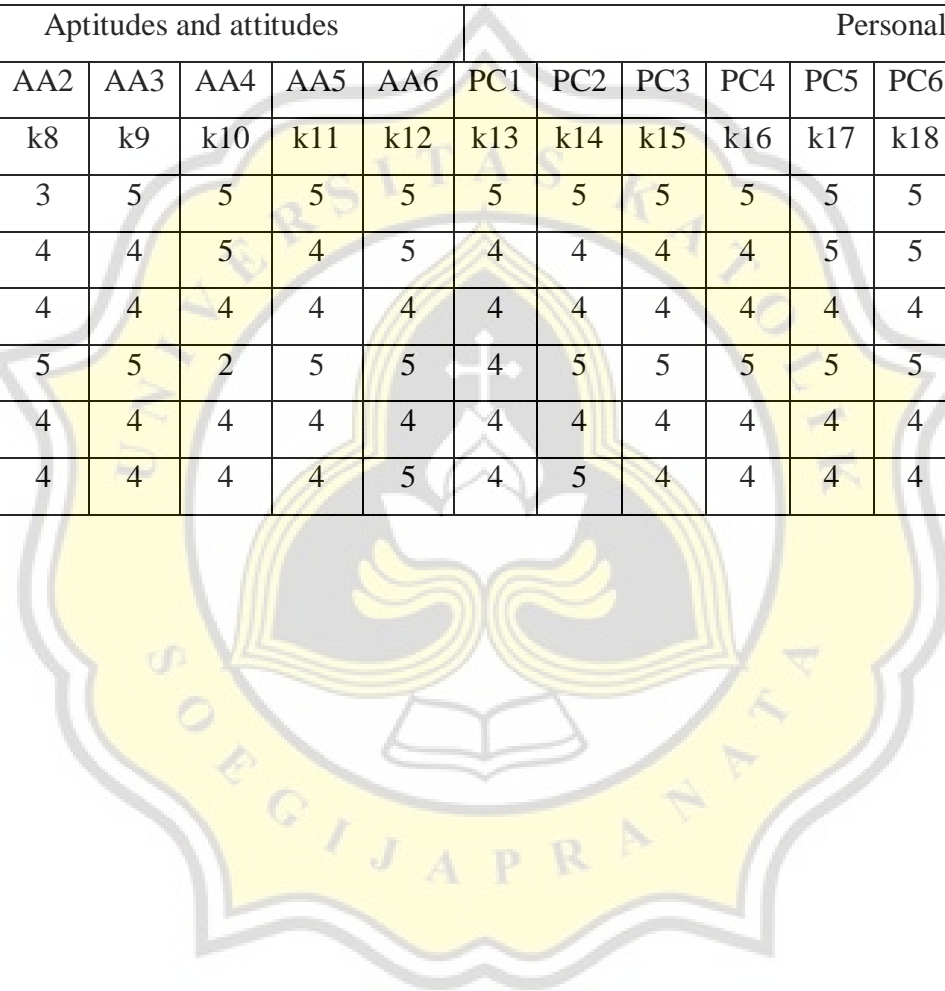 Aptitudes and attitudes Personal
AA2 AA3 AA4 AA5 AA6 PC1 PC2 PC3 PC4 PC5 PC6
k8 k9 k10 k11 k12 k13 k14 k15 k16 k17 k18
3 5 5 5 5 5 5 5 5 5 5
4 4 5 4 5 4 4 4 4 5 5
4 4 4 4 4 4 4 4 4 4 4
5 5 2 5 5 4 5 5 5 5 5
4 4 4 4 4 4 4 4 4 4 4
4 4 4 4 5 4 5 4 4 4 4
UNIVERSITAS KATOLIK
SOEGIJAPRANATA